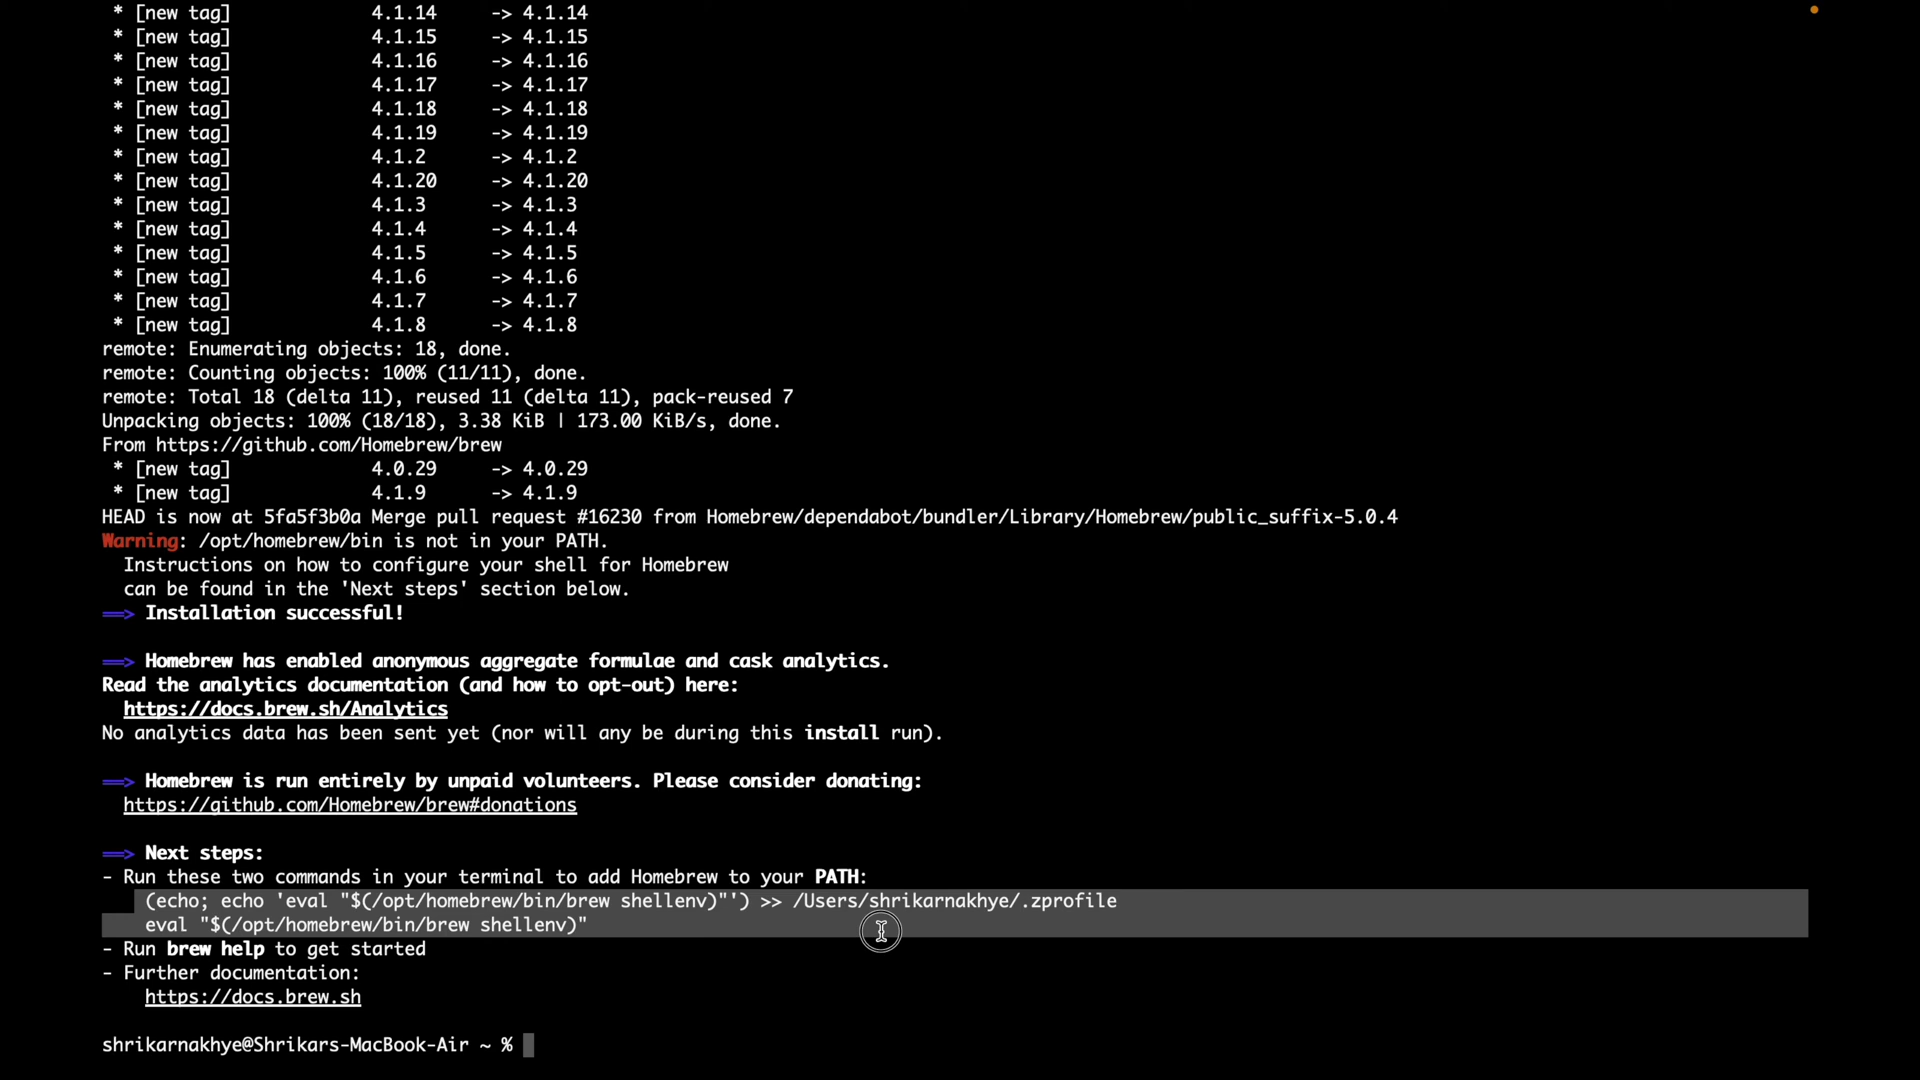 * [new tag] 4.1.14 -> 4.1.14
* [new tag] 4.1.15 -> 4.1.15
* [new tag] 4.1.16 -> 4.1.16
* [new tag] 4.1.17 -> 4.1.17
* [new tag] 4.1.18 -> 4.1.18
* [new tag] 4.1.19 -> 4.1.19
* [new tag] 4.1.2 -> 4.1.2
* [new tag] 4.1.20 -> 4.1.20
* [new tag] 4.1.3 -> 4.1.3
* [new tag] 4.1.4 -> 4.1.4
* [new tag] 4.1.5 -> 4.1.5
* [new tag] 4.1.6 -> 4.1.6
* [new tag] 4.1.7 -> 4.1.7
* [new tag] 4.1.8 -> 4.1.8
remote: Enumerating objects: 18, done.
remote: Counting objects: 100% (11/11), done.
remote: Total 18 (delta 11), reused 11 (delta 11), pack-reused 7
Unpacking objects: 100% (18/18), 3.38 KiB | 173.00 KiB/s, done.
From https://github.com/Homebrew/brew
* [new tag] 4.0.29 -> 4.0.29
* [new tag] 4.1.9 -> 4.1.9
HEAD is now at 5fa5f3b0a Merge pull request #16230 from Homebrew/dependabot/bundler/Library/Homebrew/public_suffix-5.0.4
Warning: /opt/homebrew/bin is not in your PATH.
Instructions on how to configure your shell for Homebrew
can be found in the 'Next steps' section below.
==> Installation successful!
==> Homebrew has enabled anonymous aggregate formulae and cask analytics.
Read the analytics documentation (and how to opt-out) here:
https://docs.brew.sh/Analytics
No analytics data has been sent yet (nor will any be during this install run).
==> Homebrew is run entirely by unpaid volunteers. Please consider donating:
https://github.com/Homebrew/brew#donations
==> Next steps:
- Run these two commands in your terminal to add Homebrew to your PATH:
(echo; echo 'eval "$(/opt/homebrew/bin/brew shellenv)"') >> /Users/shrikarnakhye/.zprofile
eval "$(/opt/homebrew/bin/brew shellenv)"
- Run brew help to get started
- Further documentation:
https://docs.brew.sh
shrikarnakhye@Shrikars-MacBook-Air ~ %